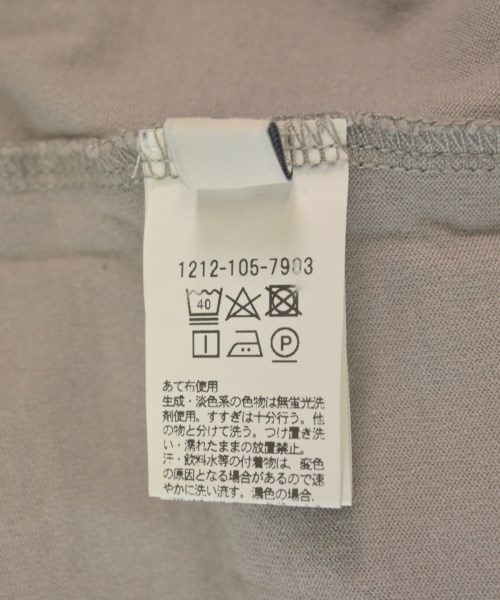 1212-105-7903
40
P
あて布使用
生成・淡色系の色物は無蛍光洗
剤使用。すすぎは十分行う。他
の物と分けて洗う。つけ置き洗
い・濡れたままの放置禁止。
汗・飲料水等の付着物は、変色
の原因となる場合があるので速
やかに洗い流す。濃色の場合、